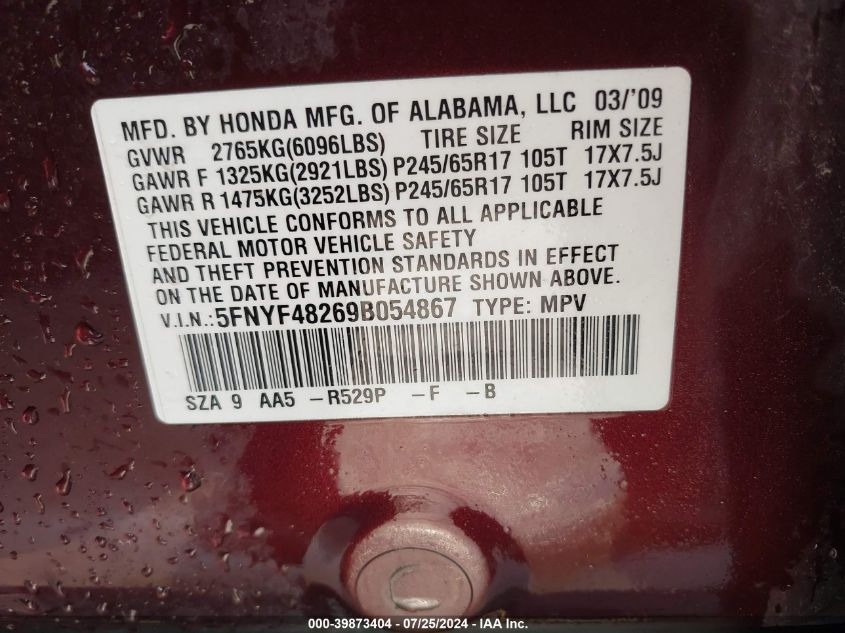 MFD. BY HONDA MFG. OF ALABAMA, LLC 03/'09
GVWR 2765KG(6096LBS) TIRE SIZE RIM SIZE
GAWR F 1325KG(2921LBS) P245/65R17 105T 17X7.5J
GAWR R 1475KG(3252LBS) P245/65R17 105T 17X7.5J
THIS VEHICLE CONFORMS TO ALL APPLICABLE
FEDERAL MOTOR VEHICLE SAFETY
AND THEFT PREVENTION STANDARDS IN EFFECT
ON THE DATE OF MANUFACTURE SHOWN ABOVE.
V.I.N.: 5FNYF48269B054867 TYPE: MPV
SZA 9 AA5 -R529P -F -B
000-39873404 - 07/25/2024 - IAA Inc.